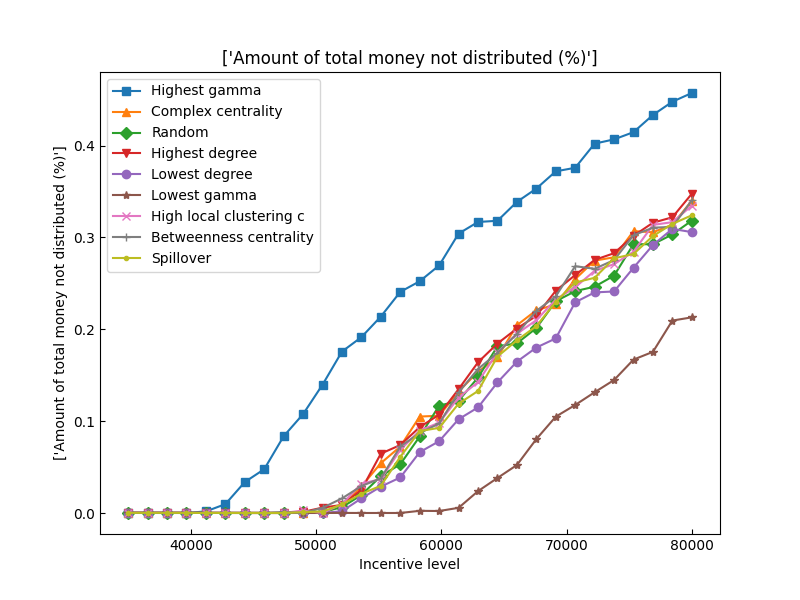 ['Amount of total money not distributed (%)']
Highest gamma
Complex centrality
Random
Highest degree
Lowest degree
Lowest gamma
High local clustering c
Betweenness centrality
Spillover
['Amount of total money not distributed (%)']
0.4
0.3
0.2
0.1
0.0
40000 50000 60000 70000 80000
Incentive level